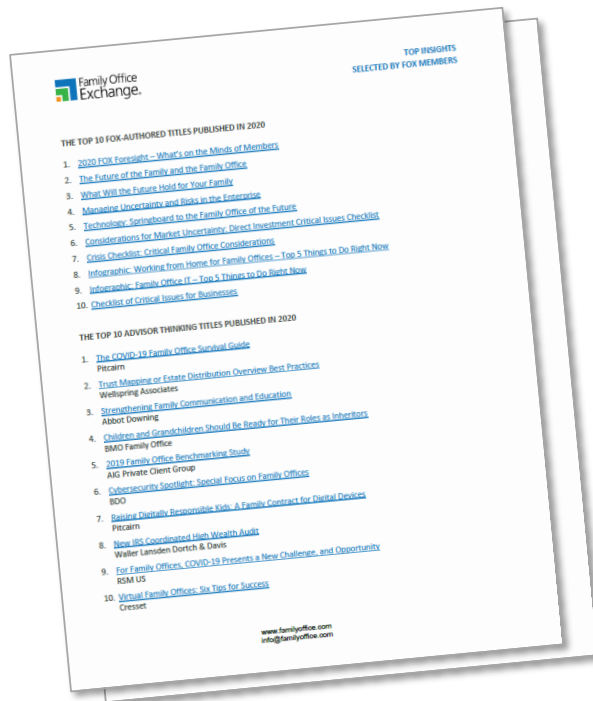 Family Office
Exchange®
TOP INSIGHTS
SELECTED BY FOX MEMBERS
THE TOP 10 FOX-AUTHORED TITLES PUBLISHED IN 2020
1. 2020 FOX Foresight – What's on the Minds of Members
2. The Future of the Family and the Family Office
3. What Will the Future Hold for Your Family
4. Managing Uncertainty and Risks in the Enterprise
5. Technology: Springboard to the Family Office of the Future
6. Considerations for Market Uncertainty: Direct Investment Critical Issues Checklist
7. Crisis Checklist: Critical Family Office Considerations
8. Infographic: Working from Home for Family Offices – Top 5 Things to Do Right Now
9. Infographic: Family Office IT – Top 5 Things to Do Right Now
10. Checklist of Critical Issues for Businesses
THE TOP 10 ADVISOR THINKING TITLES PUBLISHED IN 2020
1. The COVID-19 Family Office Survival Guide
Pitcairn
2. Trust Mapping or Estate Distribution Overview Best Practices
Wellspring Associates
3. Strengthening Family Communication and Education
Abbot Downing
4. Children and Grandchildren Should Be Ready for Their Roles as Inheritors
BMO Family Office
5. 2019 Family Office Benchmarking Study
AIG Private Client Group
6. Cybersecurity Spotlight: Special Focus on Family Offices
BDO
7. Raising Digitally Responsible Kids: A Family Contract for Digital Devices
Pitcairn
8. New IRS Coordinated High Wealth Audit
Waller Lansden Dortch & Davis
9. For Family Offices, COVID-19 Presents a New Challenge, and Opportunity
RSM US
10. Virtual Family Offices: Six Tips for Success
Cresset
www.familyoffice.com
info@familyoffice.com